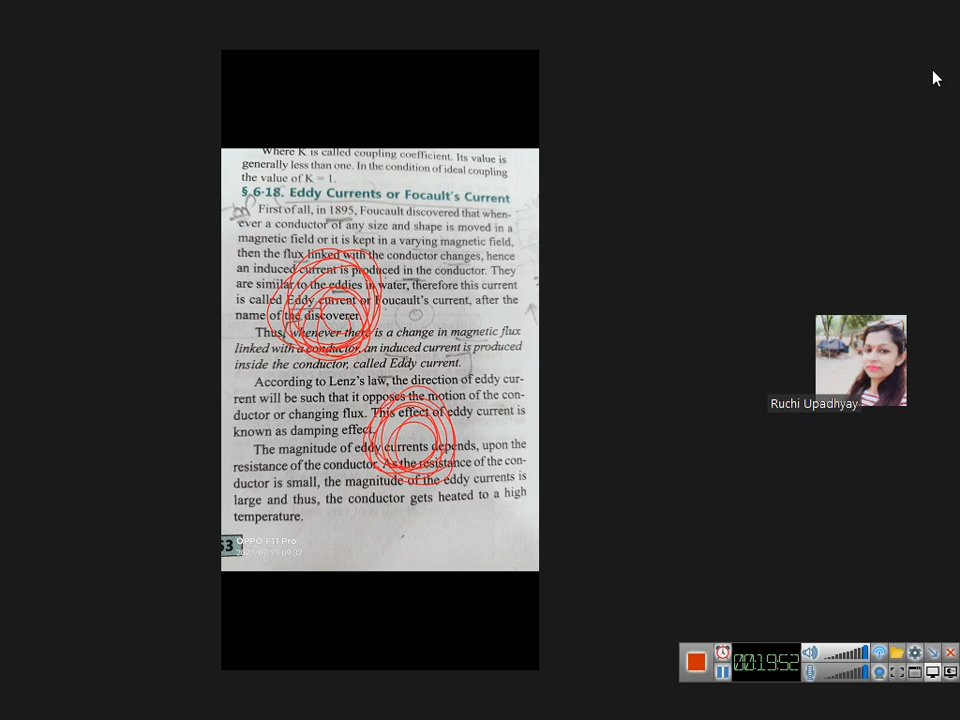 Where K is called coupling coefficient. Its value is
generally less than one. In the condition of ideal coupling
the value of K = 1.
§ 6·18. Eddy Currents or Focault's Current
First of all, in 1895, Foucault discovered that when-
ever a conductor of any size and shape is moved in a
magnetic field or it is kept in a varying magnetic field,
then the flux linked with the conductor changes, hence
an induced current is produced in the conductor. They
are similar to the eddies in water, therefore this current
is called Eddy current or Foucault's current, after the
name of the discoverer.
Thus, whenever there is a change in magnetic flux
linked with a conductor, an induced current is produced
inside the conductor, called Eddy current.
According to Lenz's law, the direction of eddy cur-
rent will be such that it opposes the motion of the con-
ductor or changing flux. This effect of eddy current is
known as damping effect.
The magnitude of eddy currents depends, upon the
resistance of the conductor. As the resistance of the con-
ductor is small, the magnitude of the eddy currents is
large and thus, the conductor gets heated to a high
temperature.
53
OPPO F11 Pro
Ruchi Upadhyay
00:19:52